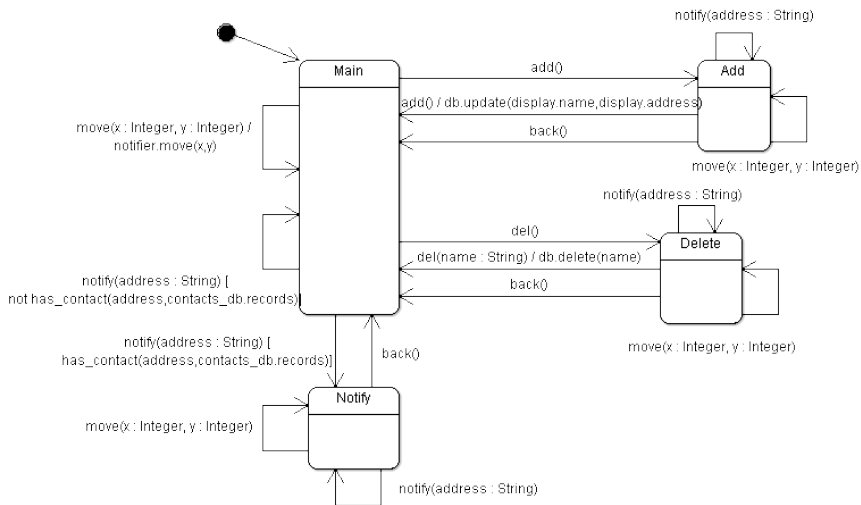 notify(address : String)
Main
add()
Add
add() / db.update(display.name,display.address)
move(x : Integer, y : Integer) /
notifier.move(x,y)
back()
move(x : Integer, y : Integer)
notify(address : String)
del()
Delete
del(name : String) / db.delete(name)
notify(address : String) [
not has_contact(address,contacts_db.records)]
back()
notify(address : String) [
has_contact(address,contacts_db.records)]
back()
move(x : Integer, y : Integer)
Notify
move(x : Integer, y : Integer)
notify(address : String)